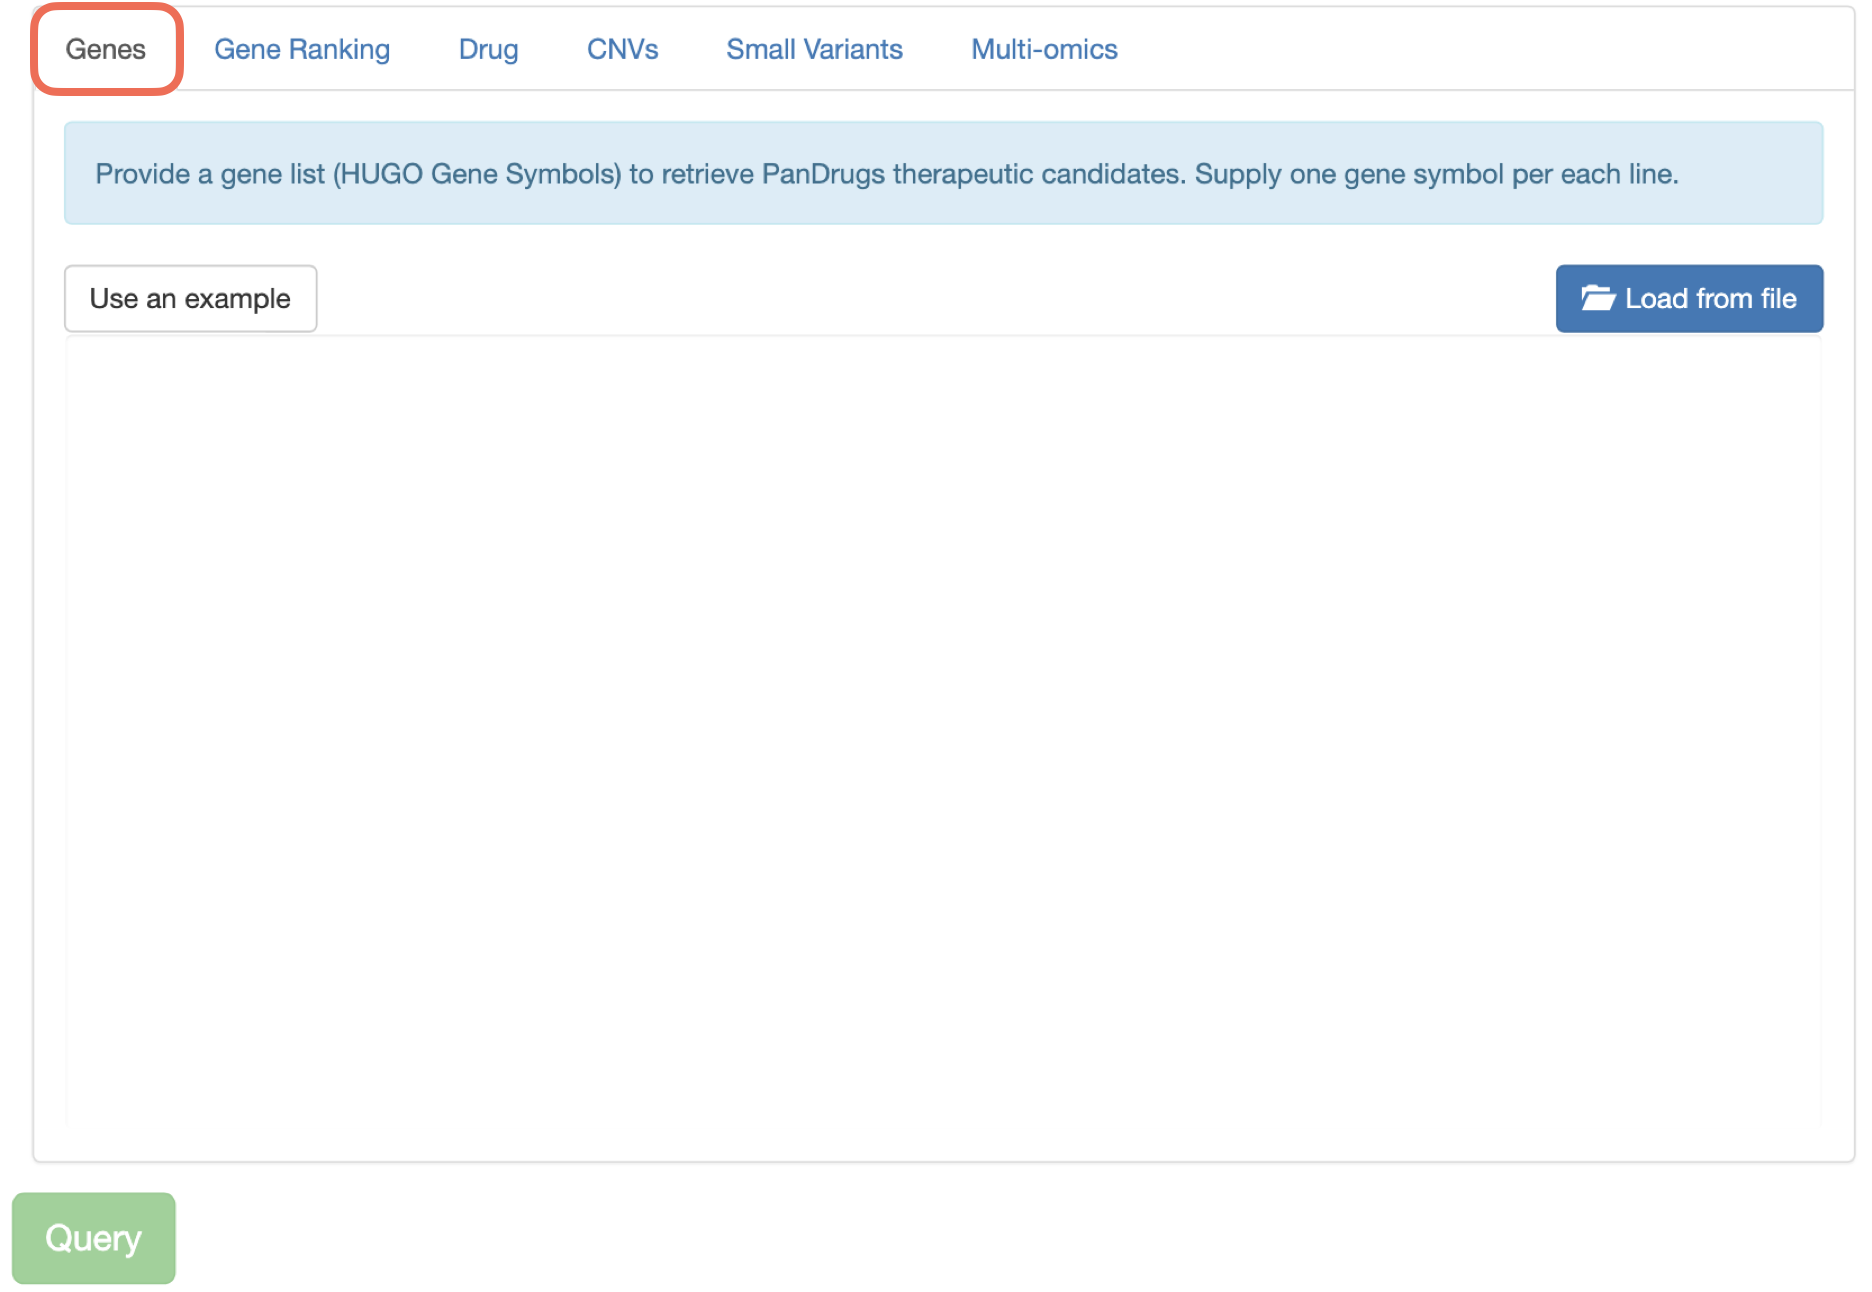 Genes Gene Ranking Drug CNVs Small Variants Multi-omics
Provide a gene list (HUGO Gene Symbols) to retrieve PanDrugs therapeutic candidates. Supply one gene symbol per each line.
Use an example Load from file
Query